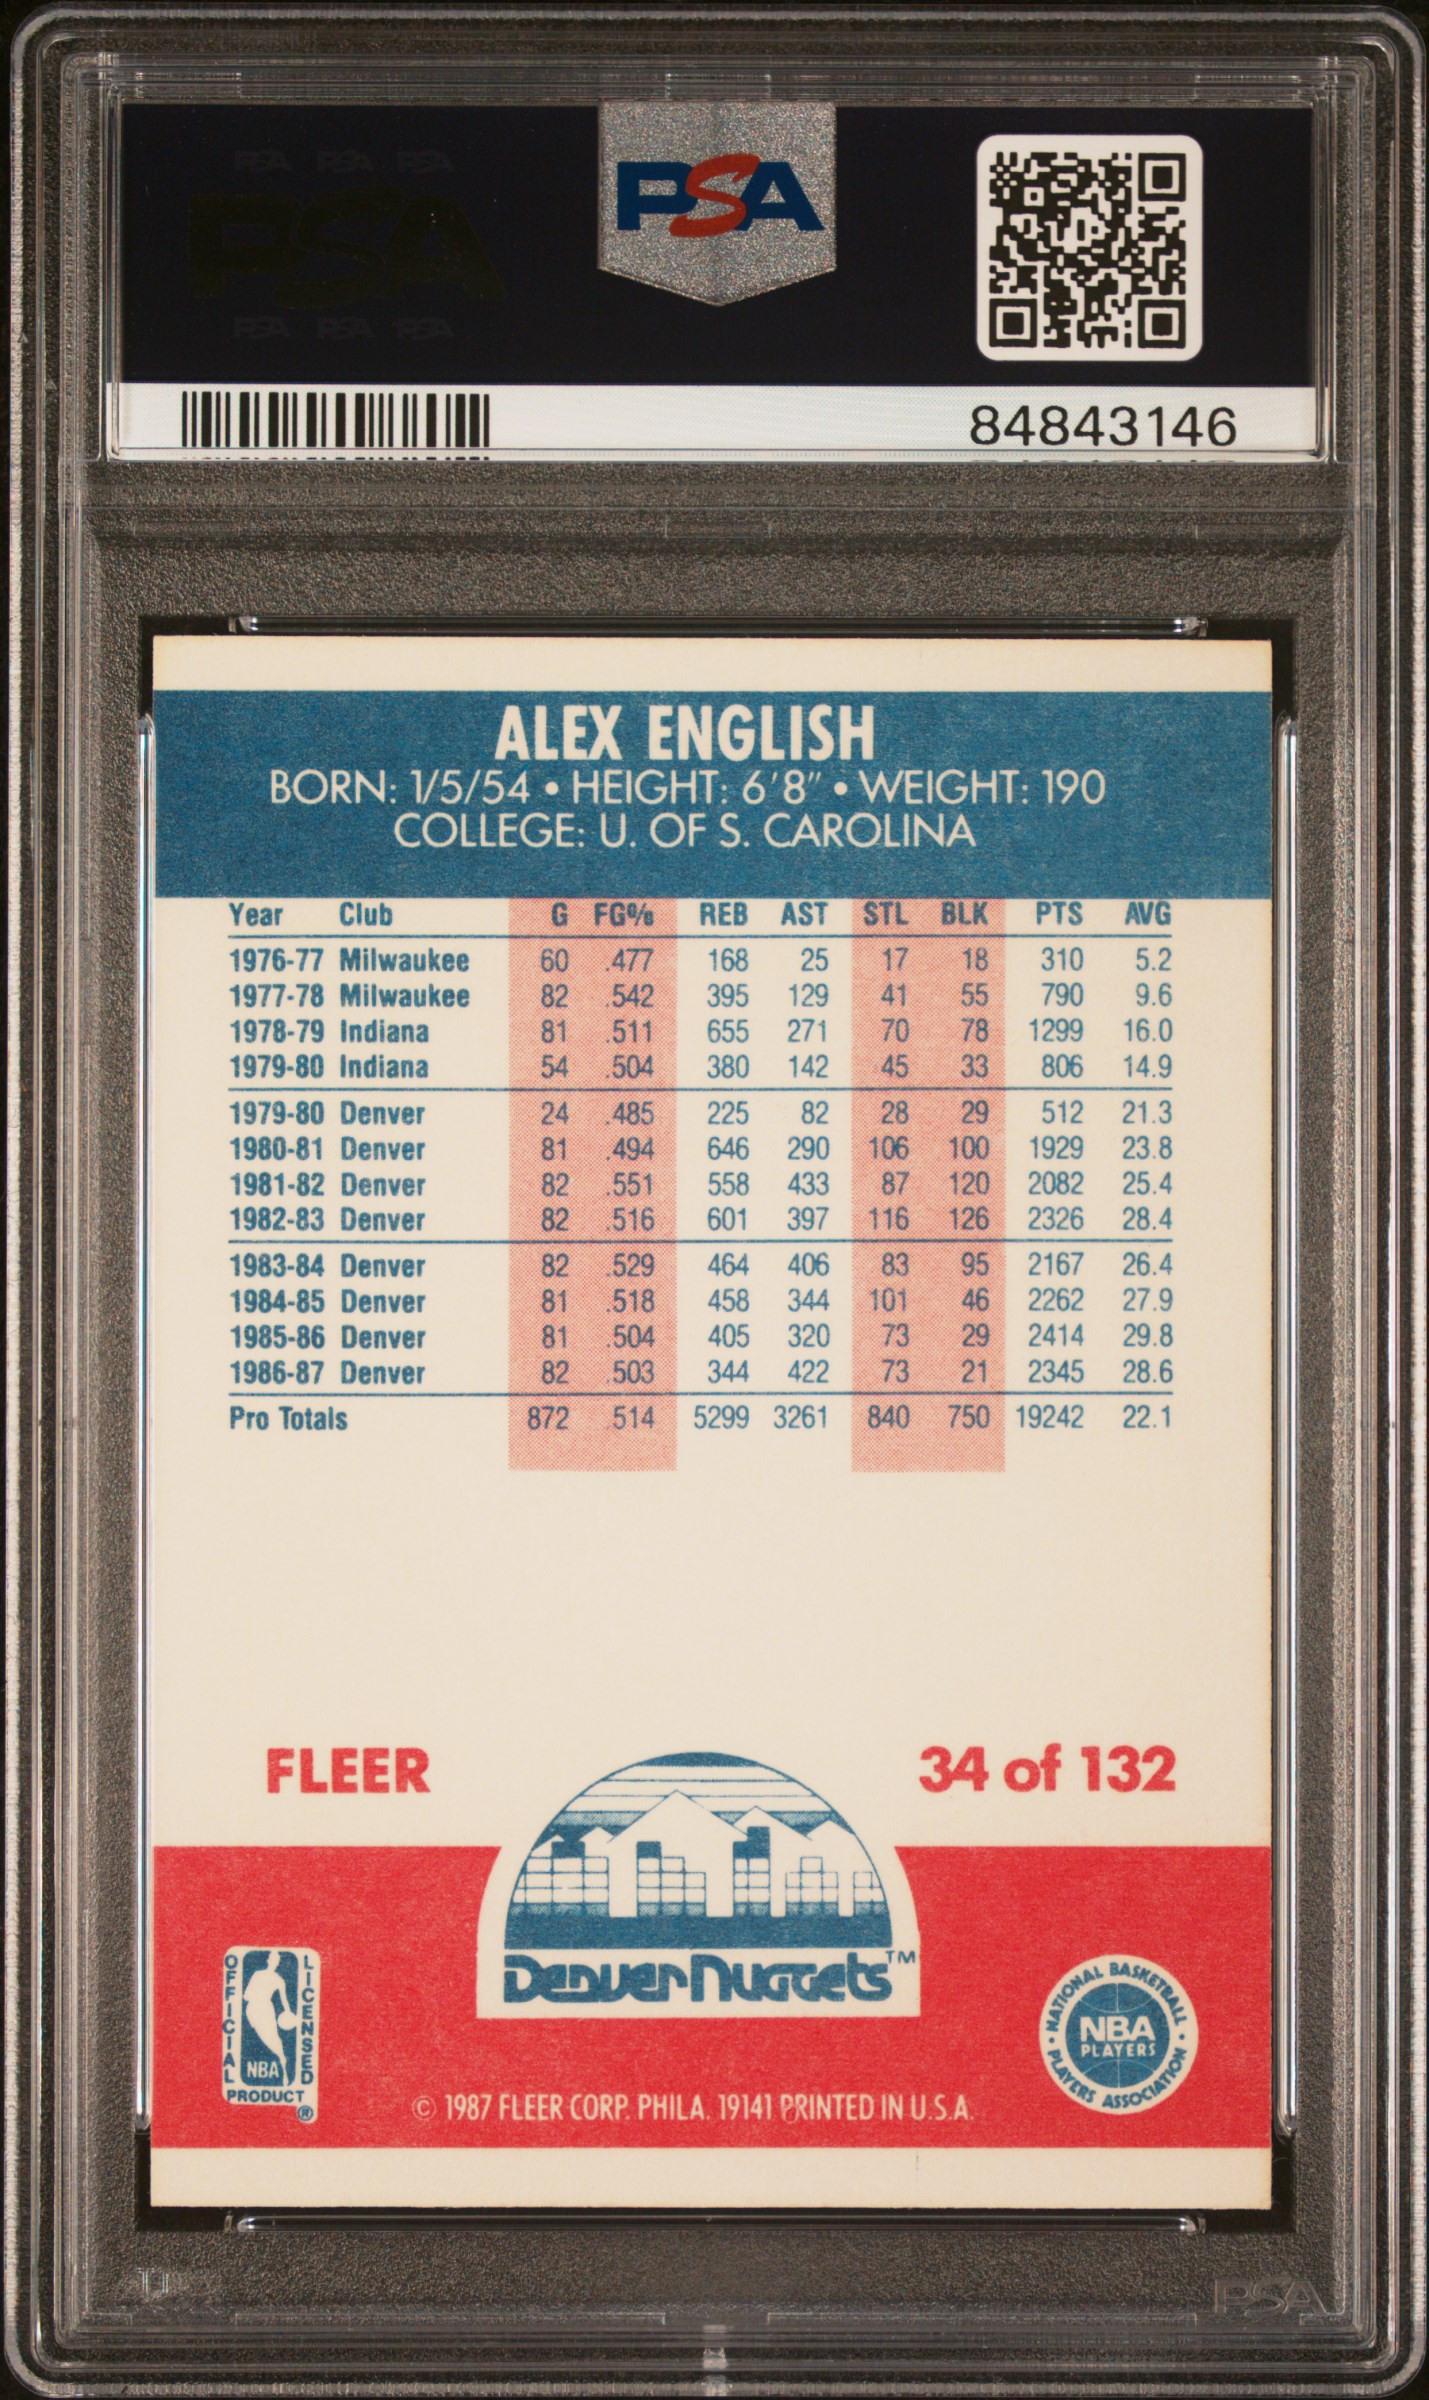 PSA PSA PSA
PSA
PSA PSA PSA
PSA
84843146
ALEX ENGLISH
BORN: 1/5/54 • HEIGHT: 6'8" • WEIGHT: 190
COLLEGE: U. OF S. CAROLINA
Year Club G FG% REB AST STL BLK PTS AVG
1976-77 Milwaukee 60 .477 168 25 17 18 310 5.2
1977-78 Milwaukee 82 .542 395 129 41 55 790 9.6
1978-79 Indiana 81 .511 655 271 70 78 1299 16.0
1979-80 Indiana 54 .504 380 142 45 33 806 14.9
1979-80 Denver 24 .485 225 82 28 29 512 21.3
1980-81 Denver 81 .494 646 290 106 100 1929 23.8
1981-82 Denver 82 .551 558 433 87 120 2082 25.4
1982-83 Denver 82 .516 601 397 116 126 2326 28.4
1983-84 Denver 82 .529 464 406 83 95 2167 26.4
1984-85 Denver 81 .518 458 344 101 46 2262 27.9
1985-86 Denver 81 .504 405 320 73 29 2414 29.8
1986-87 Denver 82 .503 344 422 73 21 2345 28.6
Pro Totals 872 .514 5299 3261 840 750 19242 22.1
FLEER
34 of 132
Denver Nuggets™
OFFICIAL LICENSED
NBA
PRODUCT ®
NATIONAL BASKETBALL
NBA
PLAYERS
• PLAYERS ASSOCIATION •
© 1987 FLEER CORP. PHILA. 19141 PRINTED IN U.S.A.
PSA